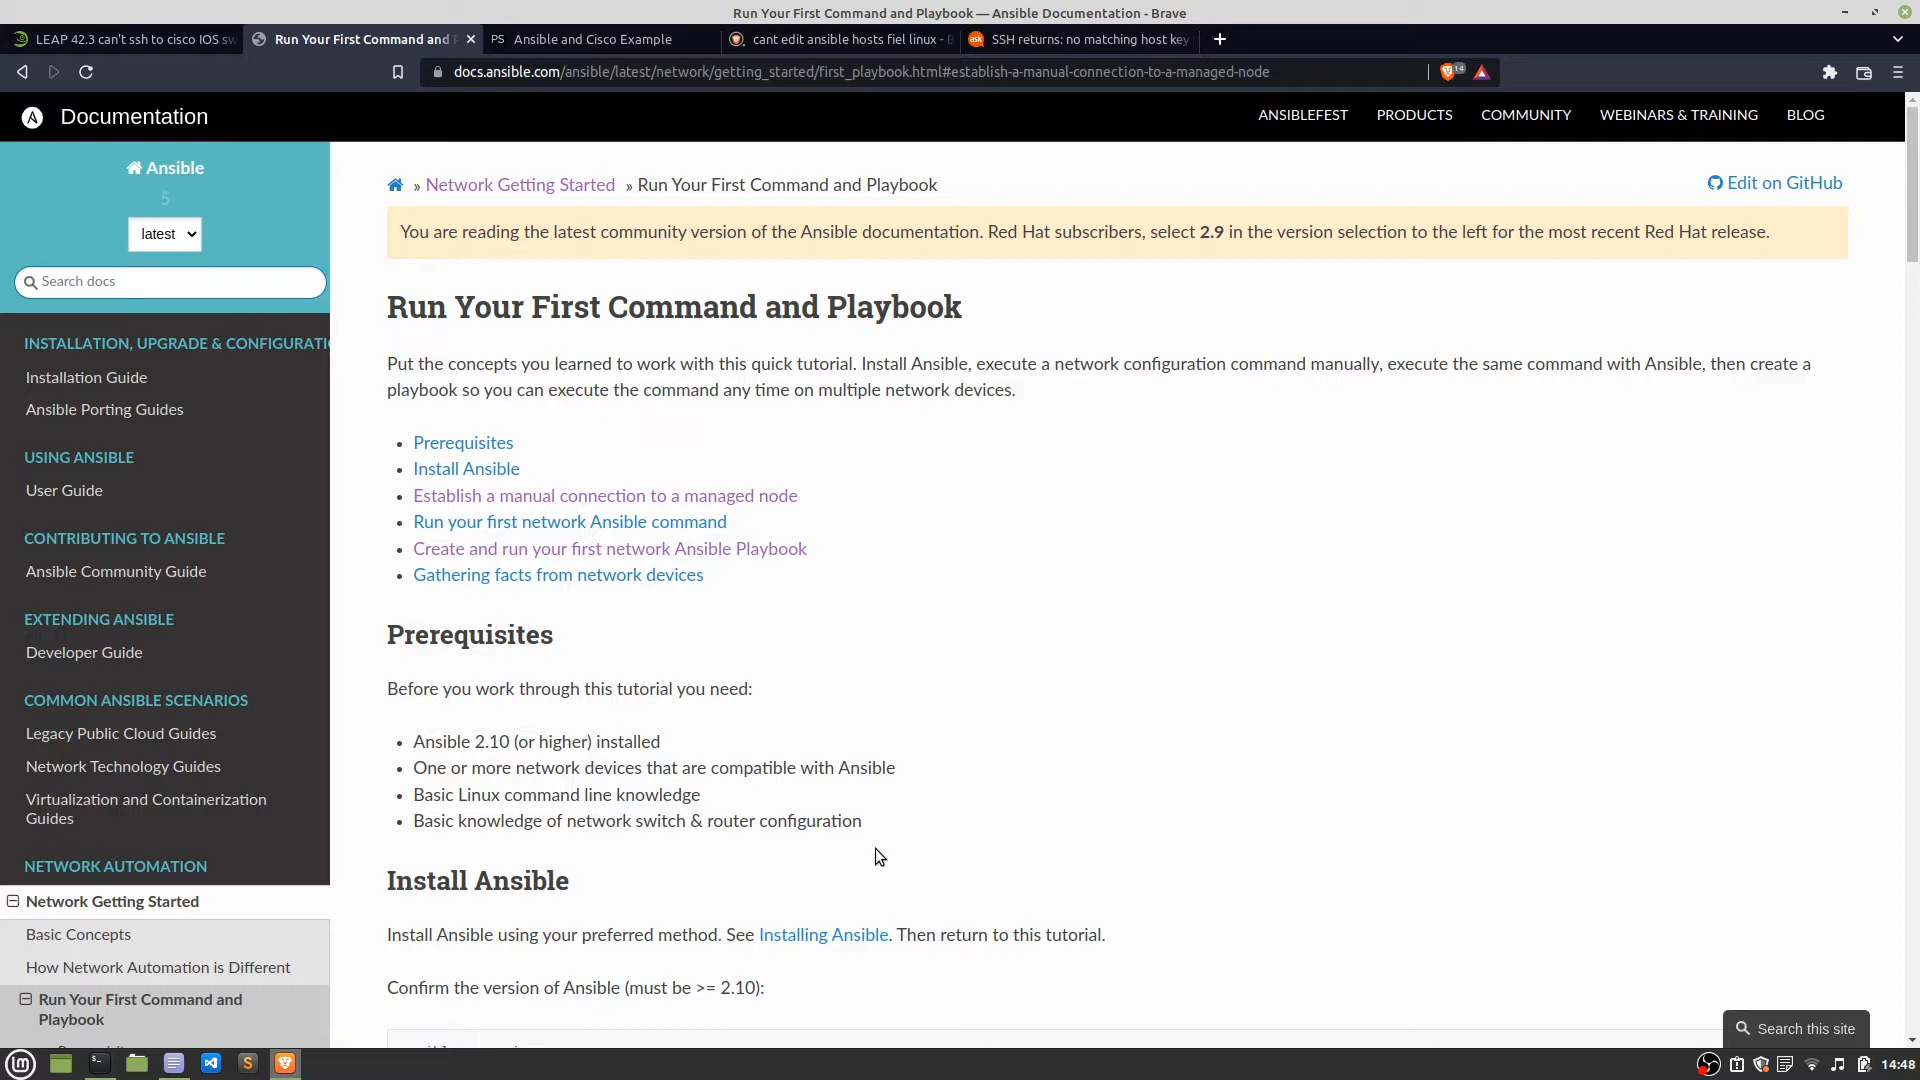 Run Your First Command and Playbook — Ansible Documentation - Brave
LEAP 42.3 can't ssh to cisco IOS sw
Run Your First Command and
PS Ansible and Cisco Example
cant edit ansible hosts fiel linux -
ask SSH returns: no matching host key
docs.ansible.com/ansible/latest/network/getting_started/first_playbook.html#establish-a-manual-connection-to-a-managed-node
14
Documentation
ANSIBLEFEST PRODUCTS COMMUNITY WEBINARS & TRAINING BLOG
Ansible
5
latest
Search docs
INSTALLATION, UPGRADE & CONFIGURATI
Installation Guide
Ansible Porting Guides
USING ANSIBLE
User Guide
CONTRIBUTING TO ANSIBLE
Ansible Community Guide
EXTENDING ANSIBLE
Developer Guide
COMMON ANSIBLE SCENARIOS
Legacy Public Cloud Guides
Network Technology Guides
Virtualization and Containerization
Guides
NETWORK AUTOMATION
Network Getting Started
Basic Concepts
How Network Automation is Different
Run Your First Command and
Playbook
» Network Getting Started » Run Your First Command and Playbook
Edit on GitHub
You are reading the latest community version of the Ansible documentation. Red Hat subscribers, select 2.9 in the version selection to the left for the most recent Red Hat release.
Run Your First Command and Playbook
Put the concepts you learned to work with this quick tutorial. Install Ansible, execute a network configuration command manually, execute the same command with Ansible, then create a
playbook so you can execute the command any time on multiple network devices.
• Prerequisites
• Install Ansible
• Establish a manual connection to a managed node
• Run your first network Ansible command
• Create and run your first network Ansible Playbook
• Gathering facts from network devices
Prerequisites
Before you work through this tutorial you need:
• Ansible 2.10 (or higher) installed
• One or more network devices that are compatible with Ansible
• Basic Linux command line knowledge
• Basic knowledge of network switch & router configuration
Install Ansible
Install Ansible using your preferred method. See Installing Ansible. Then return to this tutorial.
Confirm the version of Ansible (must be >= 2.10):
Search this site
14:48